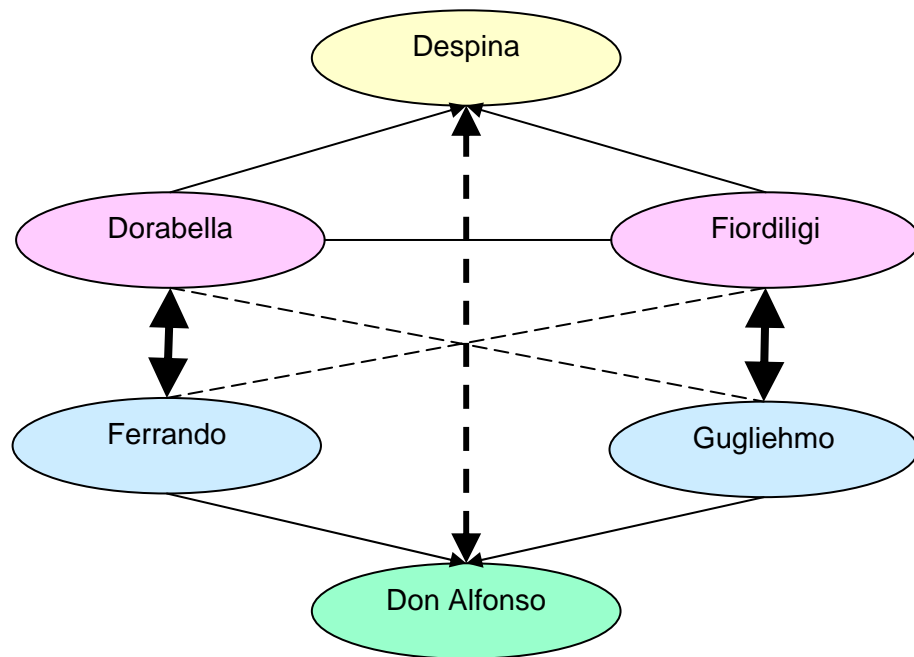 Despina
Dorabella
Fiordiligi
Ferrando
Gugliehmo
Don Alfonso